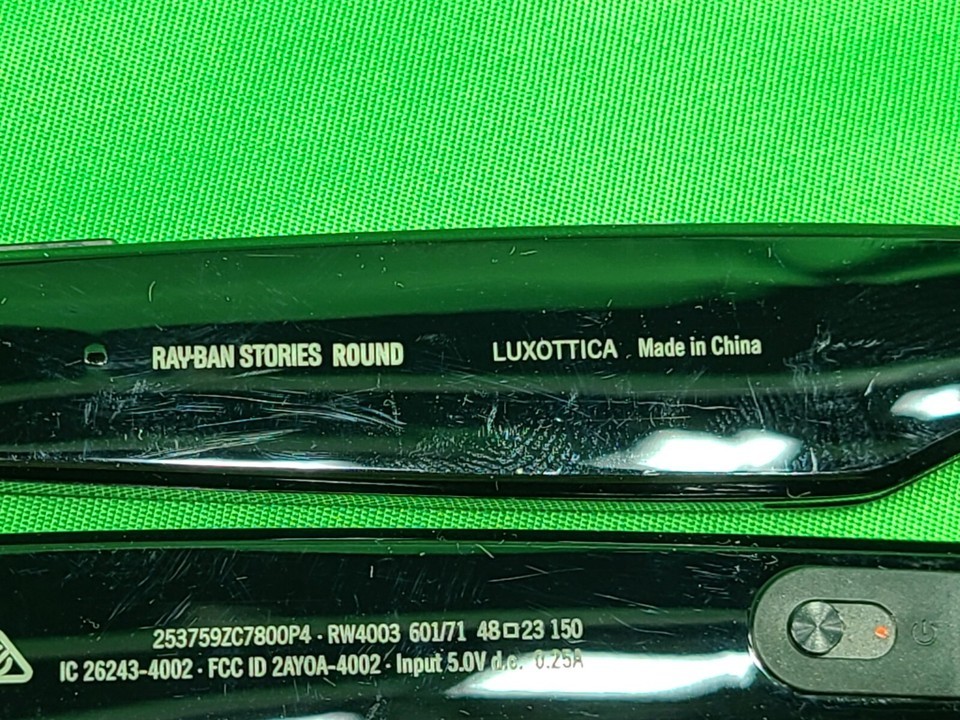 RAY-BAN STORIES ROUND LUXOTTICA Made in China
253759ZC7800P4 · RW4003 601/71 48□23 150
IC 26243-4002 · FCC ID 2AYOA-4002 · Input 5.0V d.c. 0.25A